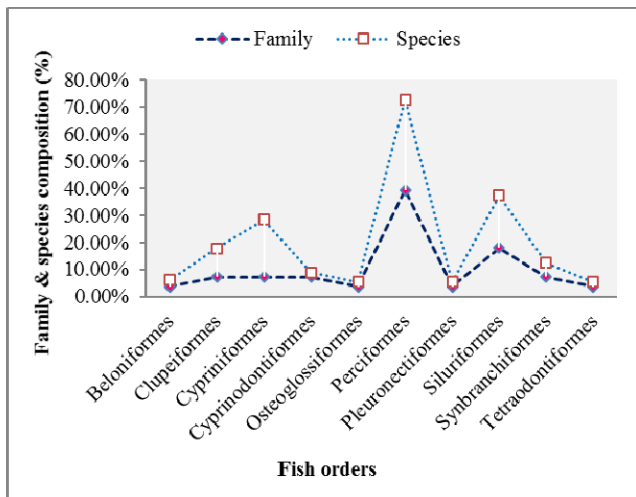 Family Species
Family & species composition (%)
80.00%
70.00%
60.00%
50.00%
40.00%
30.00%
20.00%
10.00%
0.00%
Beloniformes
Clupeiformes
Cypriniformes
Cyprinodontiformes
Osteoglossiformes
Perciformes
Pleuronectiformes
Siluriformes
Synbranchiformes
Tetraodontiformes
Fish orders